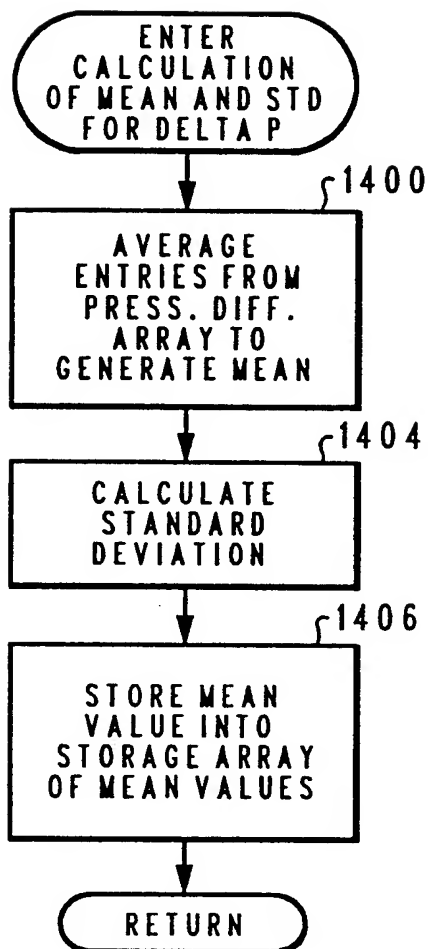 ENTER
CALCULATION
OF MEAN AND STD
FOR DELTA P
1400
AVERAGE
ENTRIES FROM
PRESS. DIFF.
ARRAY TO
GENERATE MEAN
1404
CALCULATE
STANDARD
DEVIATION
1406
STORE MEAN
VALUE INTO
STORAGE ARRAY
OF MEAN VALUES
RETURN